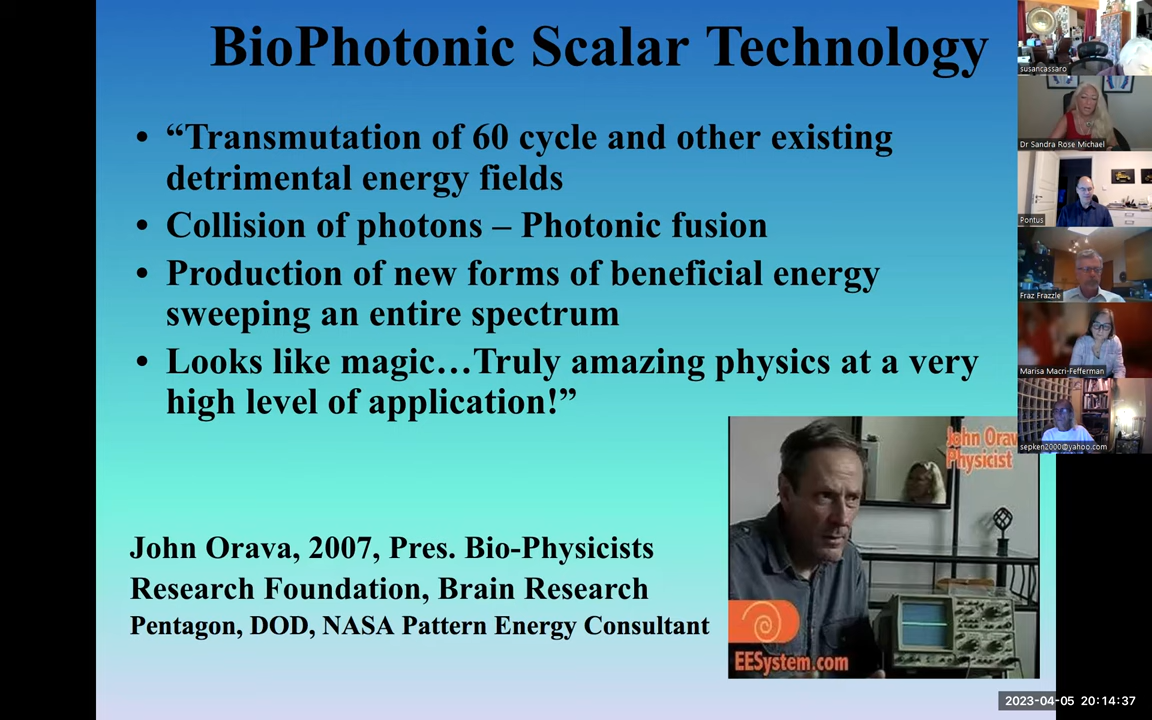 BioPhotonic Scalar Technology
• “Transmutation of 60 cycle and other existing
detrimental energy fields
• Collision of photons – Photonic fusion
• Production of new forms of beneficial energy
sweeping an entire spectrum
• Looks like magic…Truly amazing physics at a very
high level of application!”
John Orava, 2007, Pres. Bio-Physicists
Research Foundation, Brain Research
Pentagon, DOD, NASA Pattern Energy Consultant
John Orav
Physicist
EESystem.com
susancassaro
Dr Sandra Rose Michael
Pontus
Fraz Frazzle
Marisa Macri-Fefferman
sepken2000@yahoo.com
2023-04-05 20:14:37